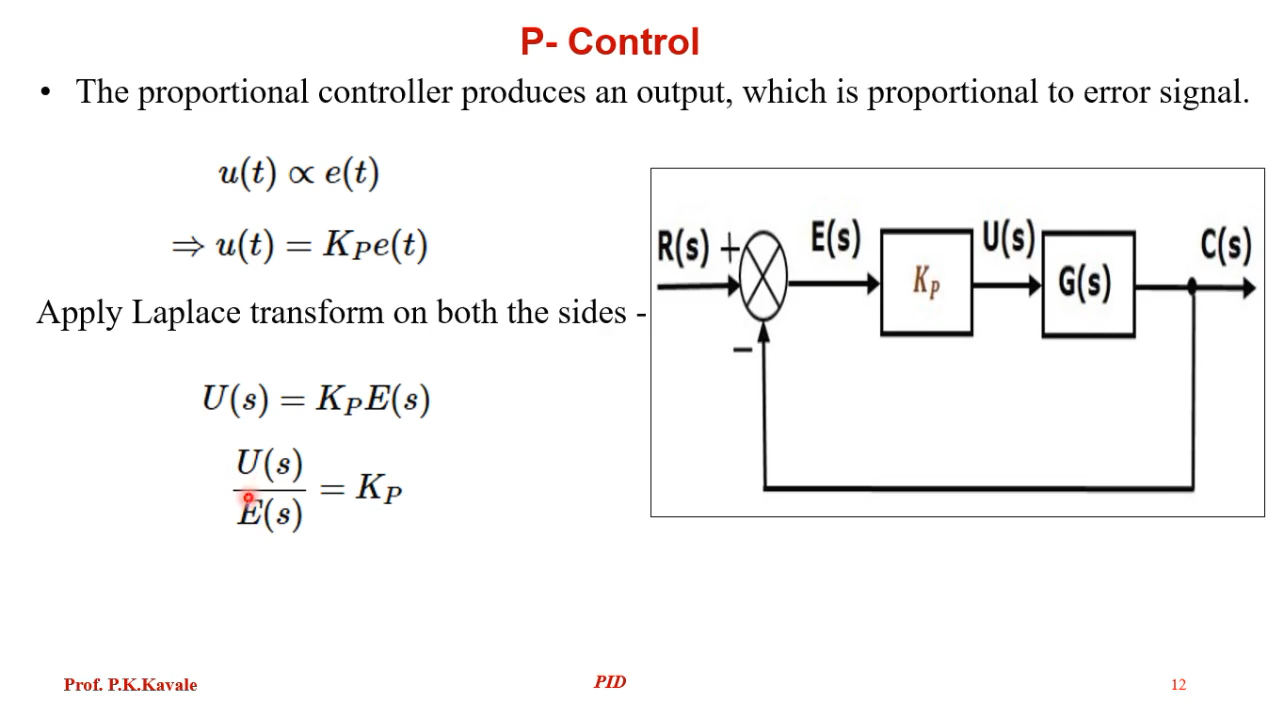 P- Control
• The proportional controller produces an output, which is proportional to error signal.
u(t) ∝ e(t)
⇒ u(t) = K_P e(t)
Apply Laplace transform on both the sides -
U(s) = K_P E(s)
U(s)
E(s)
= K_P
R(s) +
E(s)
K_P
U(s)
G(s)
C(s)
−
Prof. P.K.Kavale
PID
12